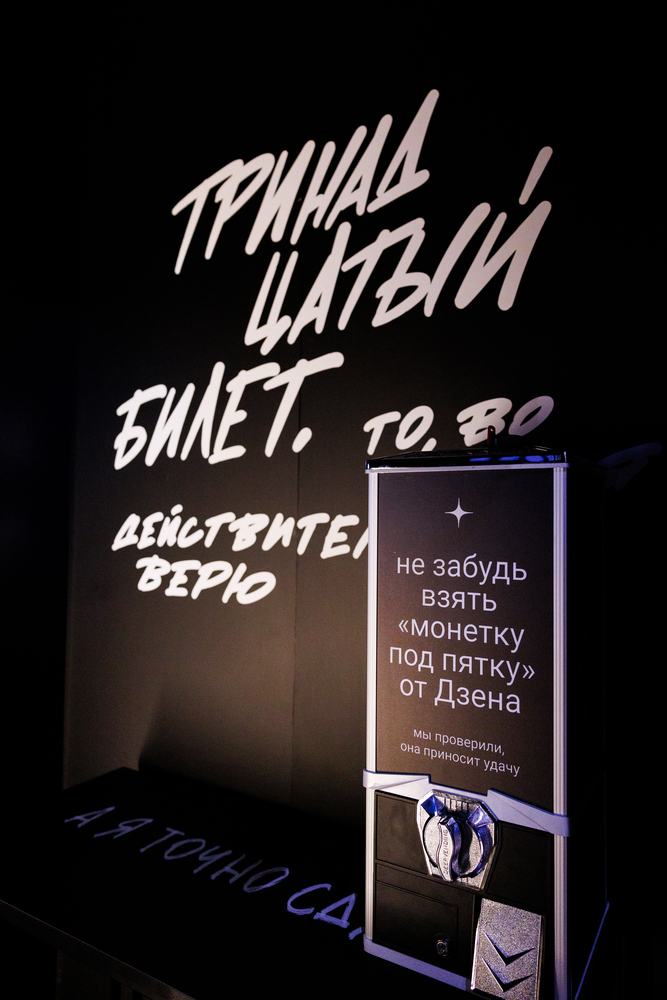 ТРИНАД
ЦАТЫЙ
БИЛЕТ. ТО, ВО
ДЕЙСТВИТЕЛ
ВЕРЮ
не забудь
взять
«монетку
под пятку»
от Дзена
мы проверили,
она приносит удачу
А Я ТОЧНО СДА